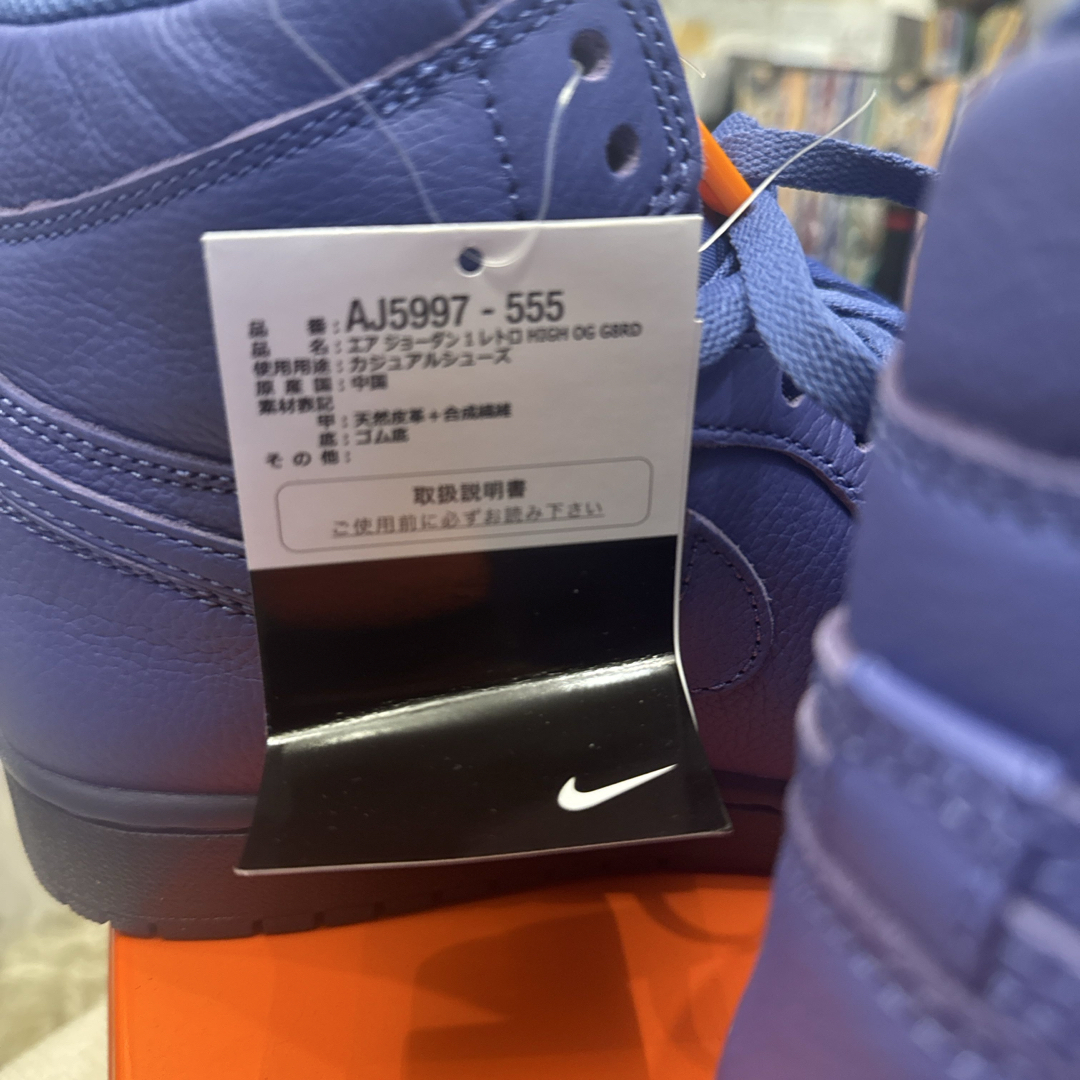 品 番：AJ5997 - 555
品 名：エア ジョーダン 1 レトロ HIGH OG G8RD
使用用途：カジュアルシューズ
原 産 国：中国
素材表記
甲：天然皮革＋合成繊維
底：ゴム底
そ の 他：
取扱説明書
ご使用前に必ずお読み下さい